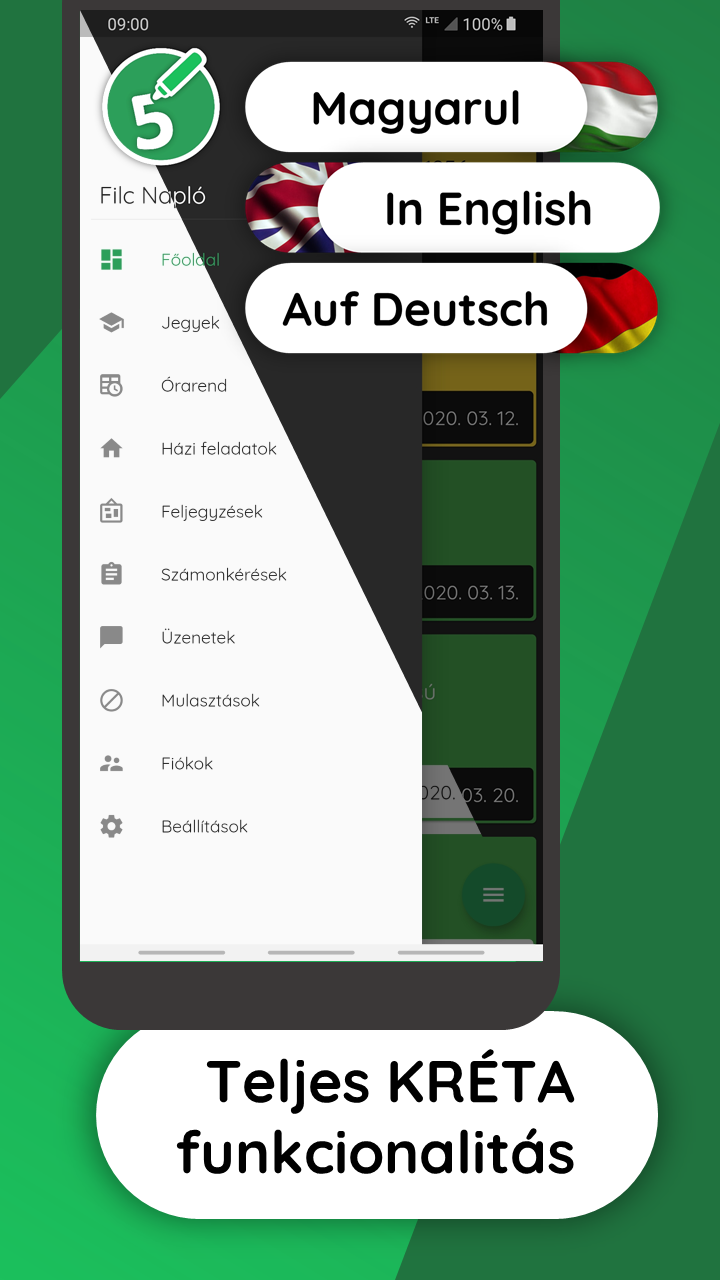 09:00
LTE
100%
5
Magyarul
In English
Auf Deutsch
Filc Napló
Főoldal
Jegyek
Órarend
Házi feladatok
Feljegyzések
Számonkérések
Üzenetek
Mulasztások
Fiókok
Beállítások
020. 03. 12.
020. 03. 13.
Ú
020. 03. 20.
Teljes KRÉTA
funkcionalitás